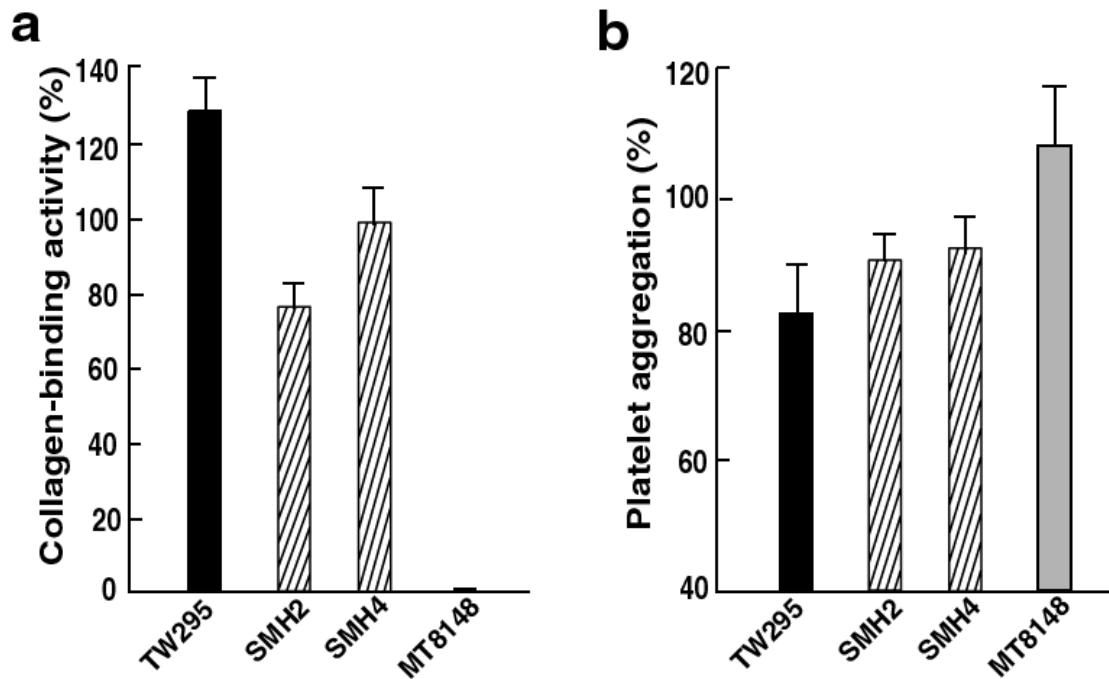 a
Collagen-binding activity (%)
140
120
100
80
60
40
20
0
TW295
SMH2
SMH4
MT8148
b
Platelet aggregation (%)
120
100
80
60
40
TW295
SMH2
SMH4
MT8148